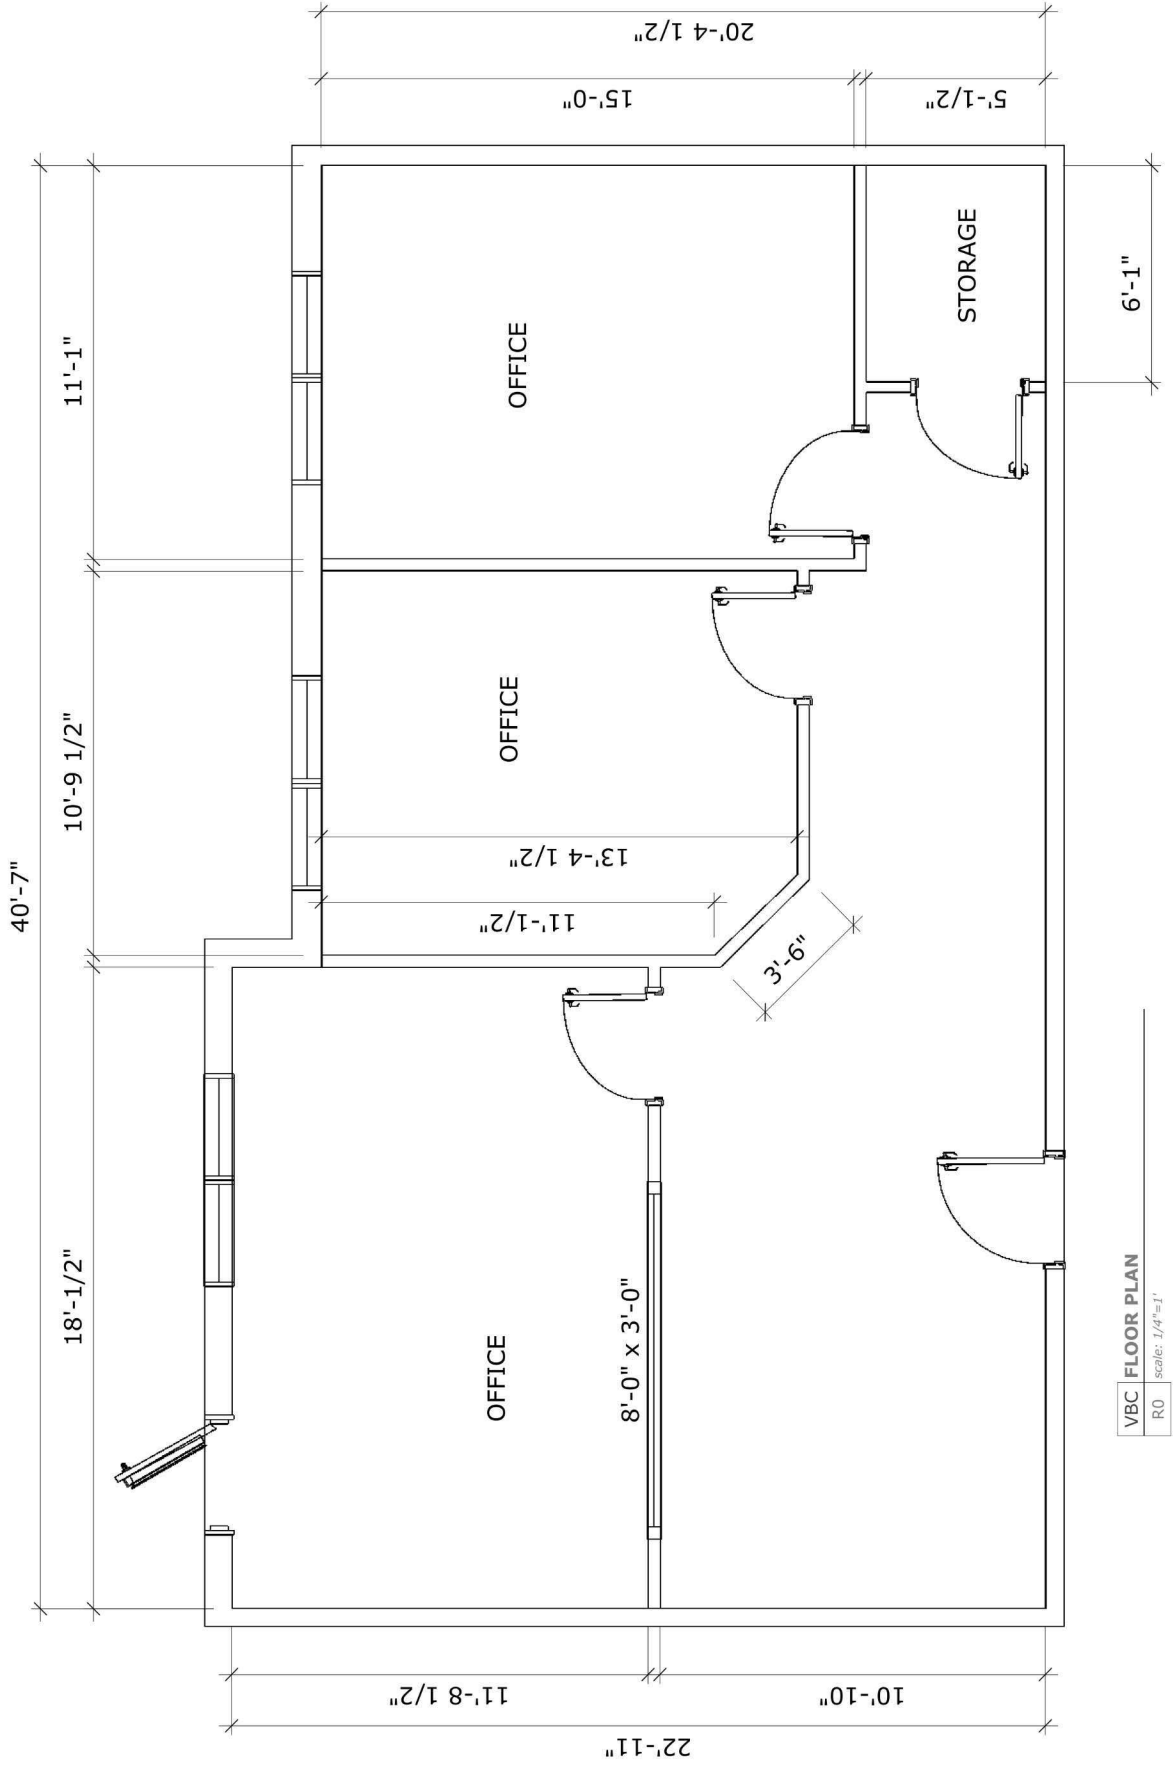 20'-4 1/2"
15'-0"
5'-1/2"
40'-7"
11'-1"
10'-9 1/2"
18'-1/2"
OFFICE
STORAGE
6'-1"
OFFICE
13'-4 1/2"
11'-1/2"
3'-6"
OFFICE
8'-0" x 3'-0"
11'-8 1/2"
10'-10"
22'-11"
VBC FLOOR PLAN
R0 scale: 1/4"=1'